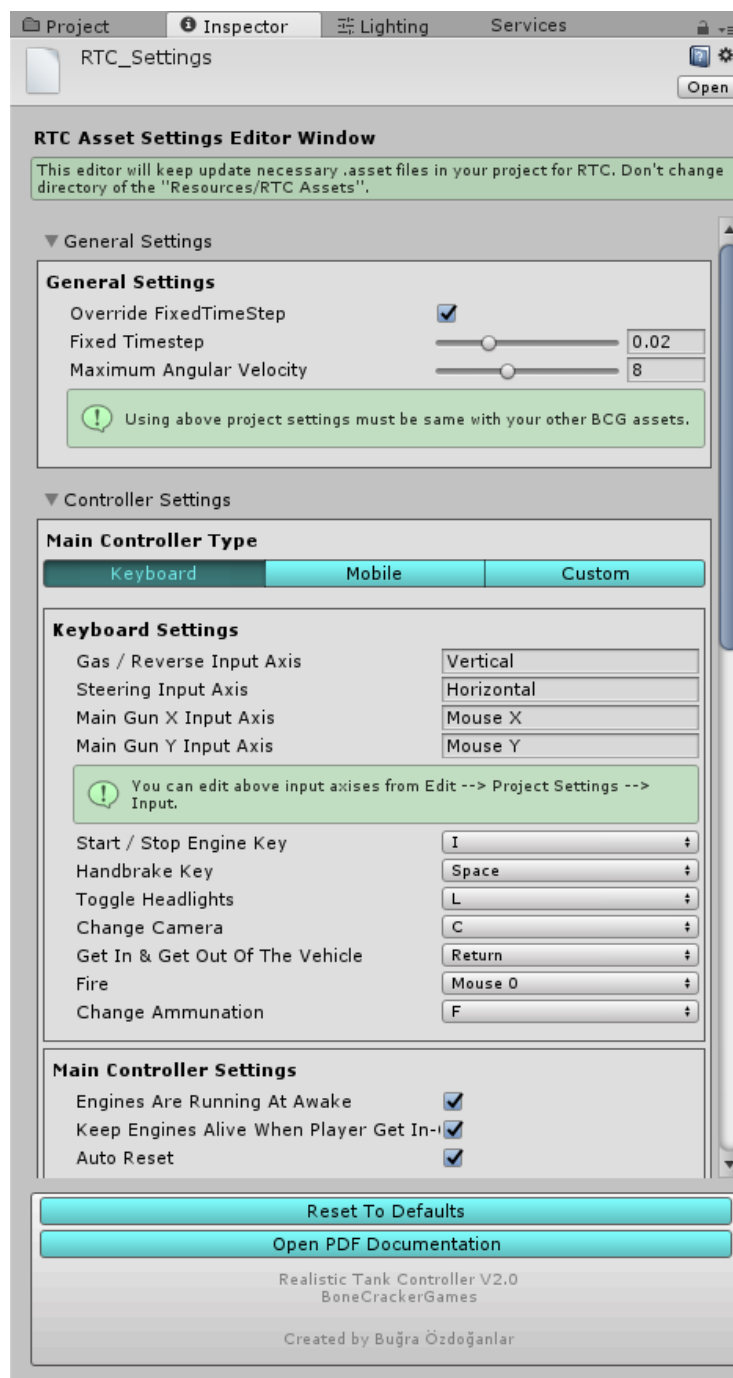 Project Inspector Lighting Services
RTC_Settings
Open
RTC Asset Settings Editor Window
This editor will keep update necessary .asset files in your project for RTC. Don't change
directory of the "Resources/RTC Assets".
General Settings
General Settings
Override FixedTimeStep
Fixed Timestep 0.02
Maximum Angular Velocity 8
Using above project settings must be same with your other BCG assets.
Controller Settings
Main Controller Type
Keyboard Mobile Custom
Keyboard Settings
Gas / Reverse Input Axis Vertical
Steering Input Axis Horizontal
Main Gun X Input Axis Mouse X
Main Gun Y Input Axis Mouse Y
You can edit above input axises from Edit --> Project Settings -->
Input.
Start / Stop Engine Key I
Handbrake Key Space
Toggle Headlights L
Change Camera C
Get In & Get Out Of The Vehicle Return
Fire Mouse 0
Change Ammunation F
Main Controller Settings
Engines Are Running At Awake
Keep Engines Alive When Player Get In-
Auto Reset
Reset To Defaults
Open PDF Documentation
Realistic Tank Controller V2.0
BoneCrackerGames
Created by Buğra Özdoğanlar